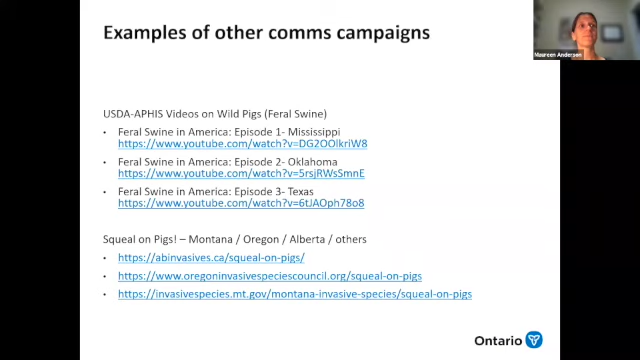 Examples of other comms campaigns
Maureen Anderson
USDA-APHIS Videos on Wild Pigs (Feral Swine)
• Feral Swine in America: Episode 1- Mississippi
https://www.youtube.com/watch?v=DG2OOlkriW8
• Feral Swine in America: Episode 2- Oklahoma
https://www.youtube.com/watch?v=5rsjRWsSmnE
• Feral Swine in America: Episode 3- Texas
https://www.youtube.com/watch?v=6tJAOph78o8
Squeal on Pigs! – Montana / Oregon / Alberta / others
• https://abinvasives.ca/squeal-on-pigs/
• https://www.oregoninvasivespeciescouncil.org/squeal-on-pigs
• https://invasivespecies.mt.gov/montana-invasive-species/squeal-on-pigs
Ontario